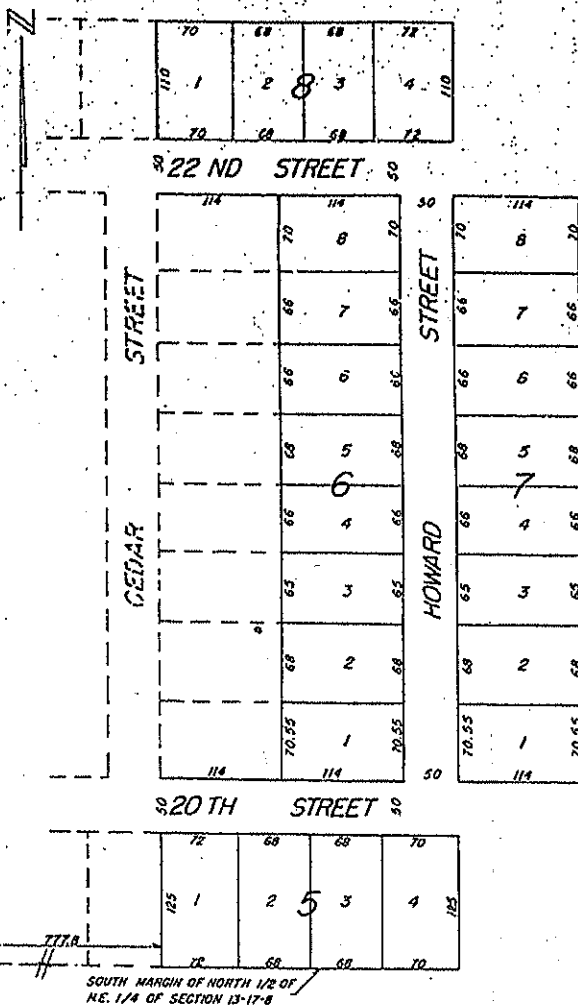 N
70 68 68 72
110 1 2 8 3 4 110
70 68 68 72
50 22 ND STREET 50
114 50 114
70 8 70 70 8 70
STREET STREET
66 7 66 66 7 66
66 6 66 66 6 66
68 5 68 68 5 68
6 7
66 4 66 66 4 66
CEDAR HOWARD
65 3 65 65 3 65
68 2 68 68 2 68
70.55 1 70.55 70.55 1 70.55
114 114 50 114
50 20 TH STREET 50
72 68 68 70
125 1 2 5 3 4 125
777.8
72 68 68 70
SOUTH MARGIN OF NORTH 1/2 OF
N.E. 1/4 OF SECTION 13-17-8